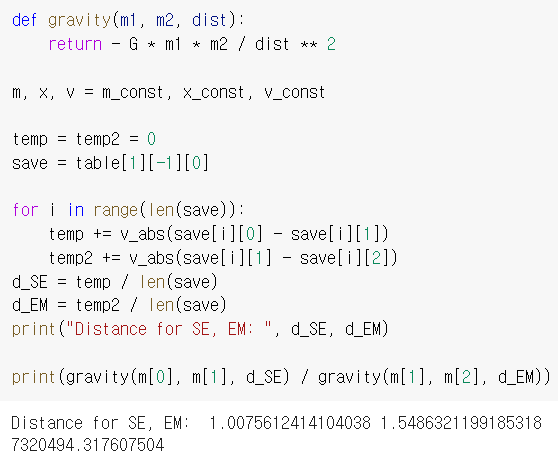 def gravity(m1, m2, dist):
    return - G * m1 * m2 / dist ** 2
m, x, v = m_const, x_const, v_const
temp = temp2 = 0
save = table[1][-1][0]
for i in range(len(save)):
    temp += v_abs(save[i][0] - save[i][1])
    temp2 += v_abs(save[i][1] - save[i][2])
d_SE = temp / len(save)
d_EM = temp2 / len(save)
print("Distance for SE, EM: ", d_SE, d_EM)
print(gravity(m[0], m[1], d_SE) / gravity(m[1], m[2], d_EM))
Distance for SE, EM:  1.0075612414104038 1.5486321199185318
7320494.317607504